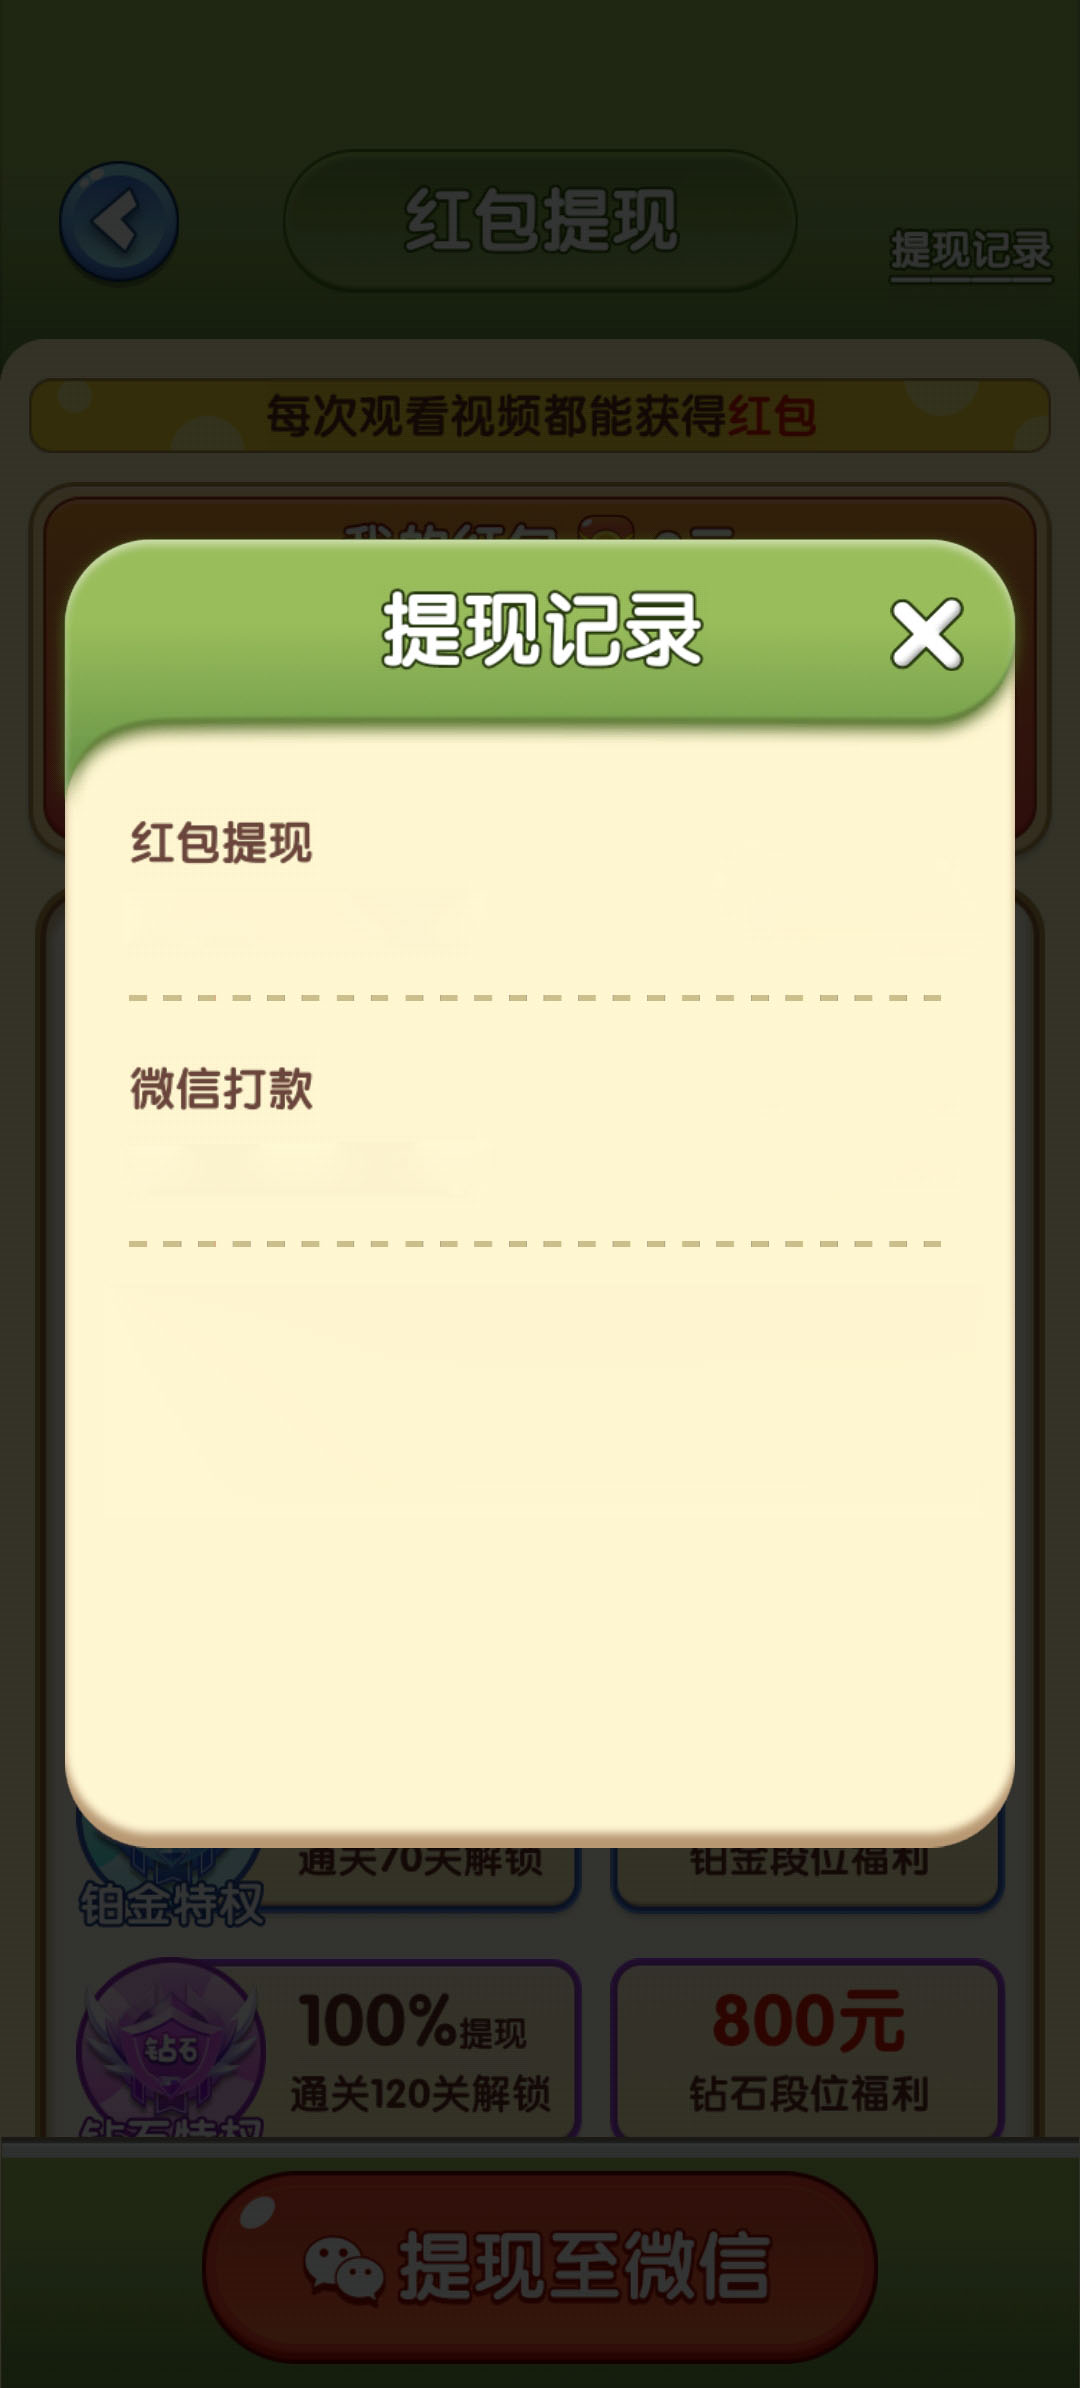 红包提现
提现记录
每次观看视频都能获得红包
提现记录
红包提现
微信打款
通关70关解锁
铂金段位福利
铂金特权
钻石
100%提现
800元
通关120关解锁
钻石段位福利
钻石特权
提现至微信